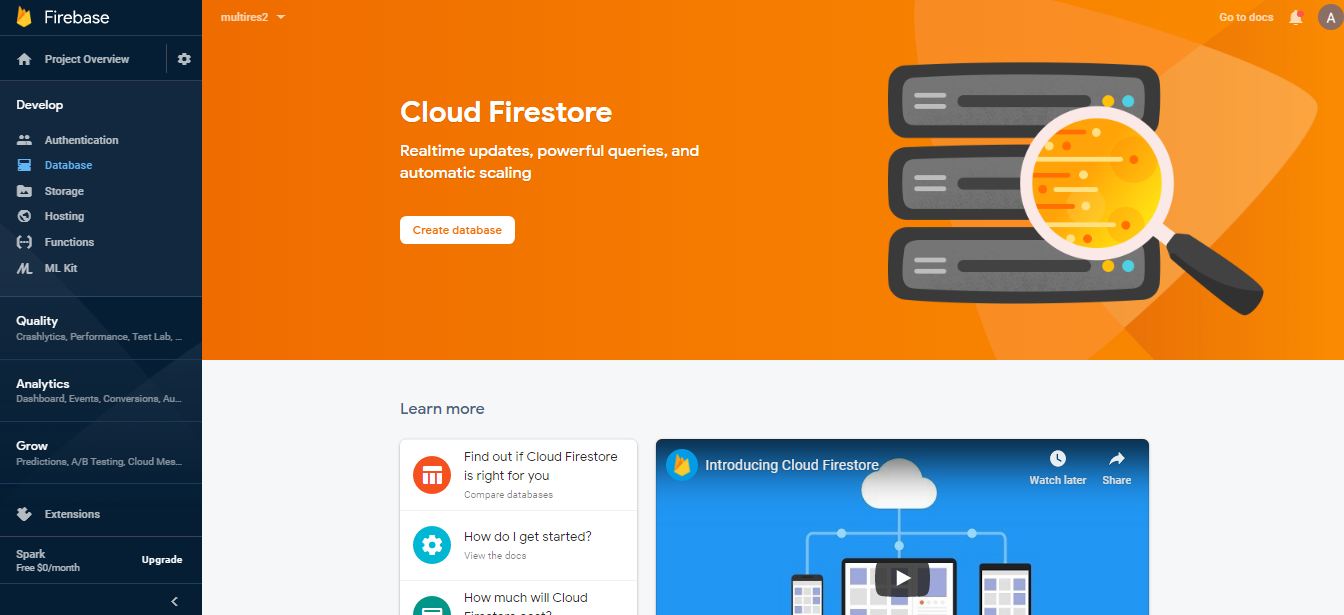 Firebase
Project Overview
Develop
Authentication
Database
Storage
Hosting
Functions
ML Kit
Quality
Crashlytics, Performance, Test Lab, ...
Analytics
Dashboard, Events, Conversions, Au...
Grow
Predictions, A/B Testing, Cloud Mes...
Extensions
Spark
Free $0/month
Upgrade
multires2
Go to docs
A
Cloud Firestore
Realtime updates, powerful queries, and
automatic scaling
Create database
Learn more
Find out if Cloud Firestore
is right for you
Compare databases
How do I get started?
View the docs
How much will Cloud
Firestore cost?
Introducing Cloud Firestore
Watch later
Share